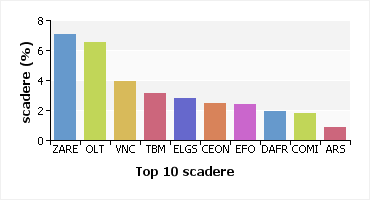 8
6
4
2
0
scadere (%)
ZARE OLT VNC TBM ELGS CEON EFO DAFR COMI ARS
Top 10 scadere